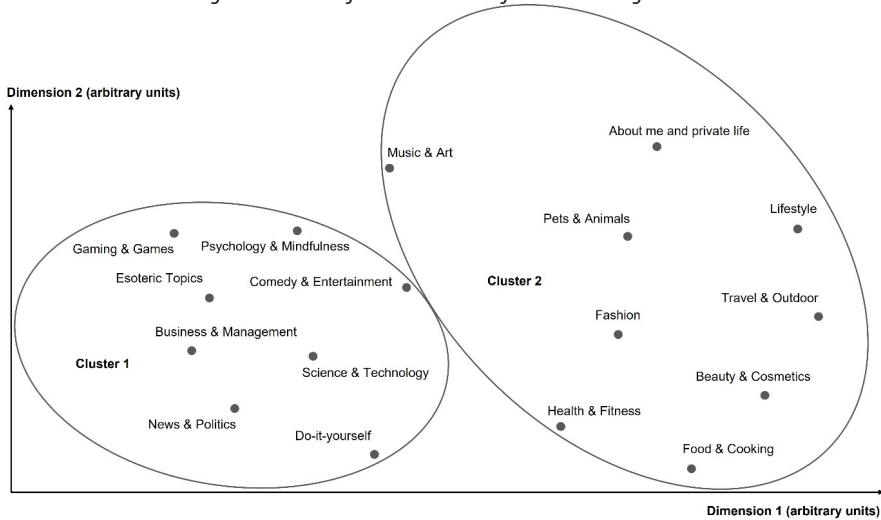 Dimension 2 (arbitrary units)
About me and private life
Music & Art
Lifestyle
Pets & Animals
Gaming & Games
Psychology & Mindfulness
Esoteric Topics
Comedy & Entertainment
Cluster 2
Travel & Outdoor
Fashion
Business & Management
Cluster 1
Science & Technology
Beauty & Cosmetics
Health & Fitness
News & Politics
Do-it-yourself
Food & Cooking
Dimension 1 (arbitrary units)